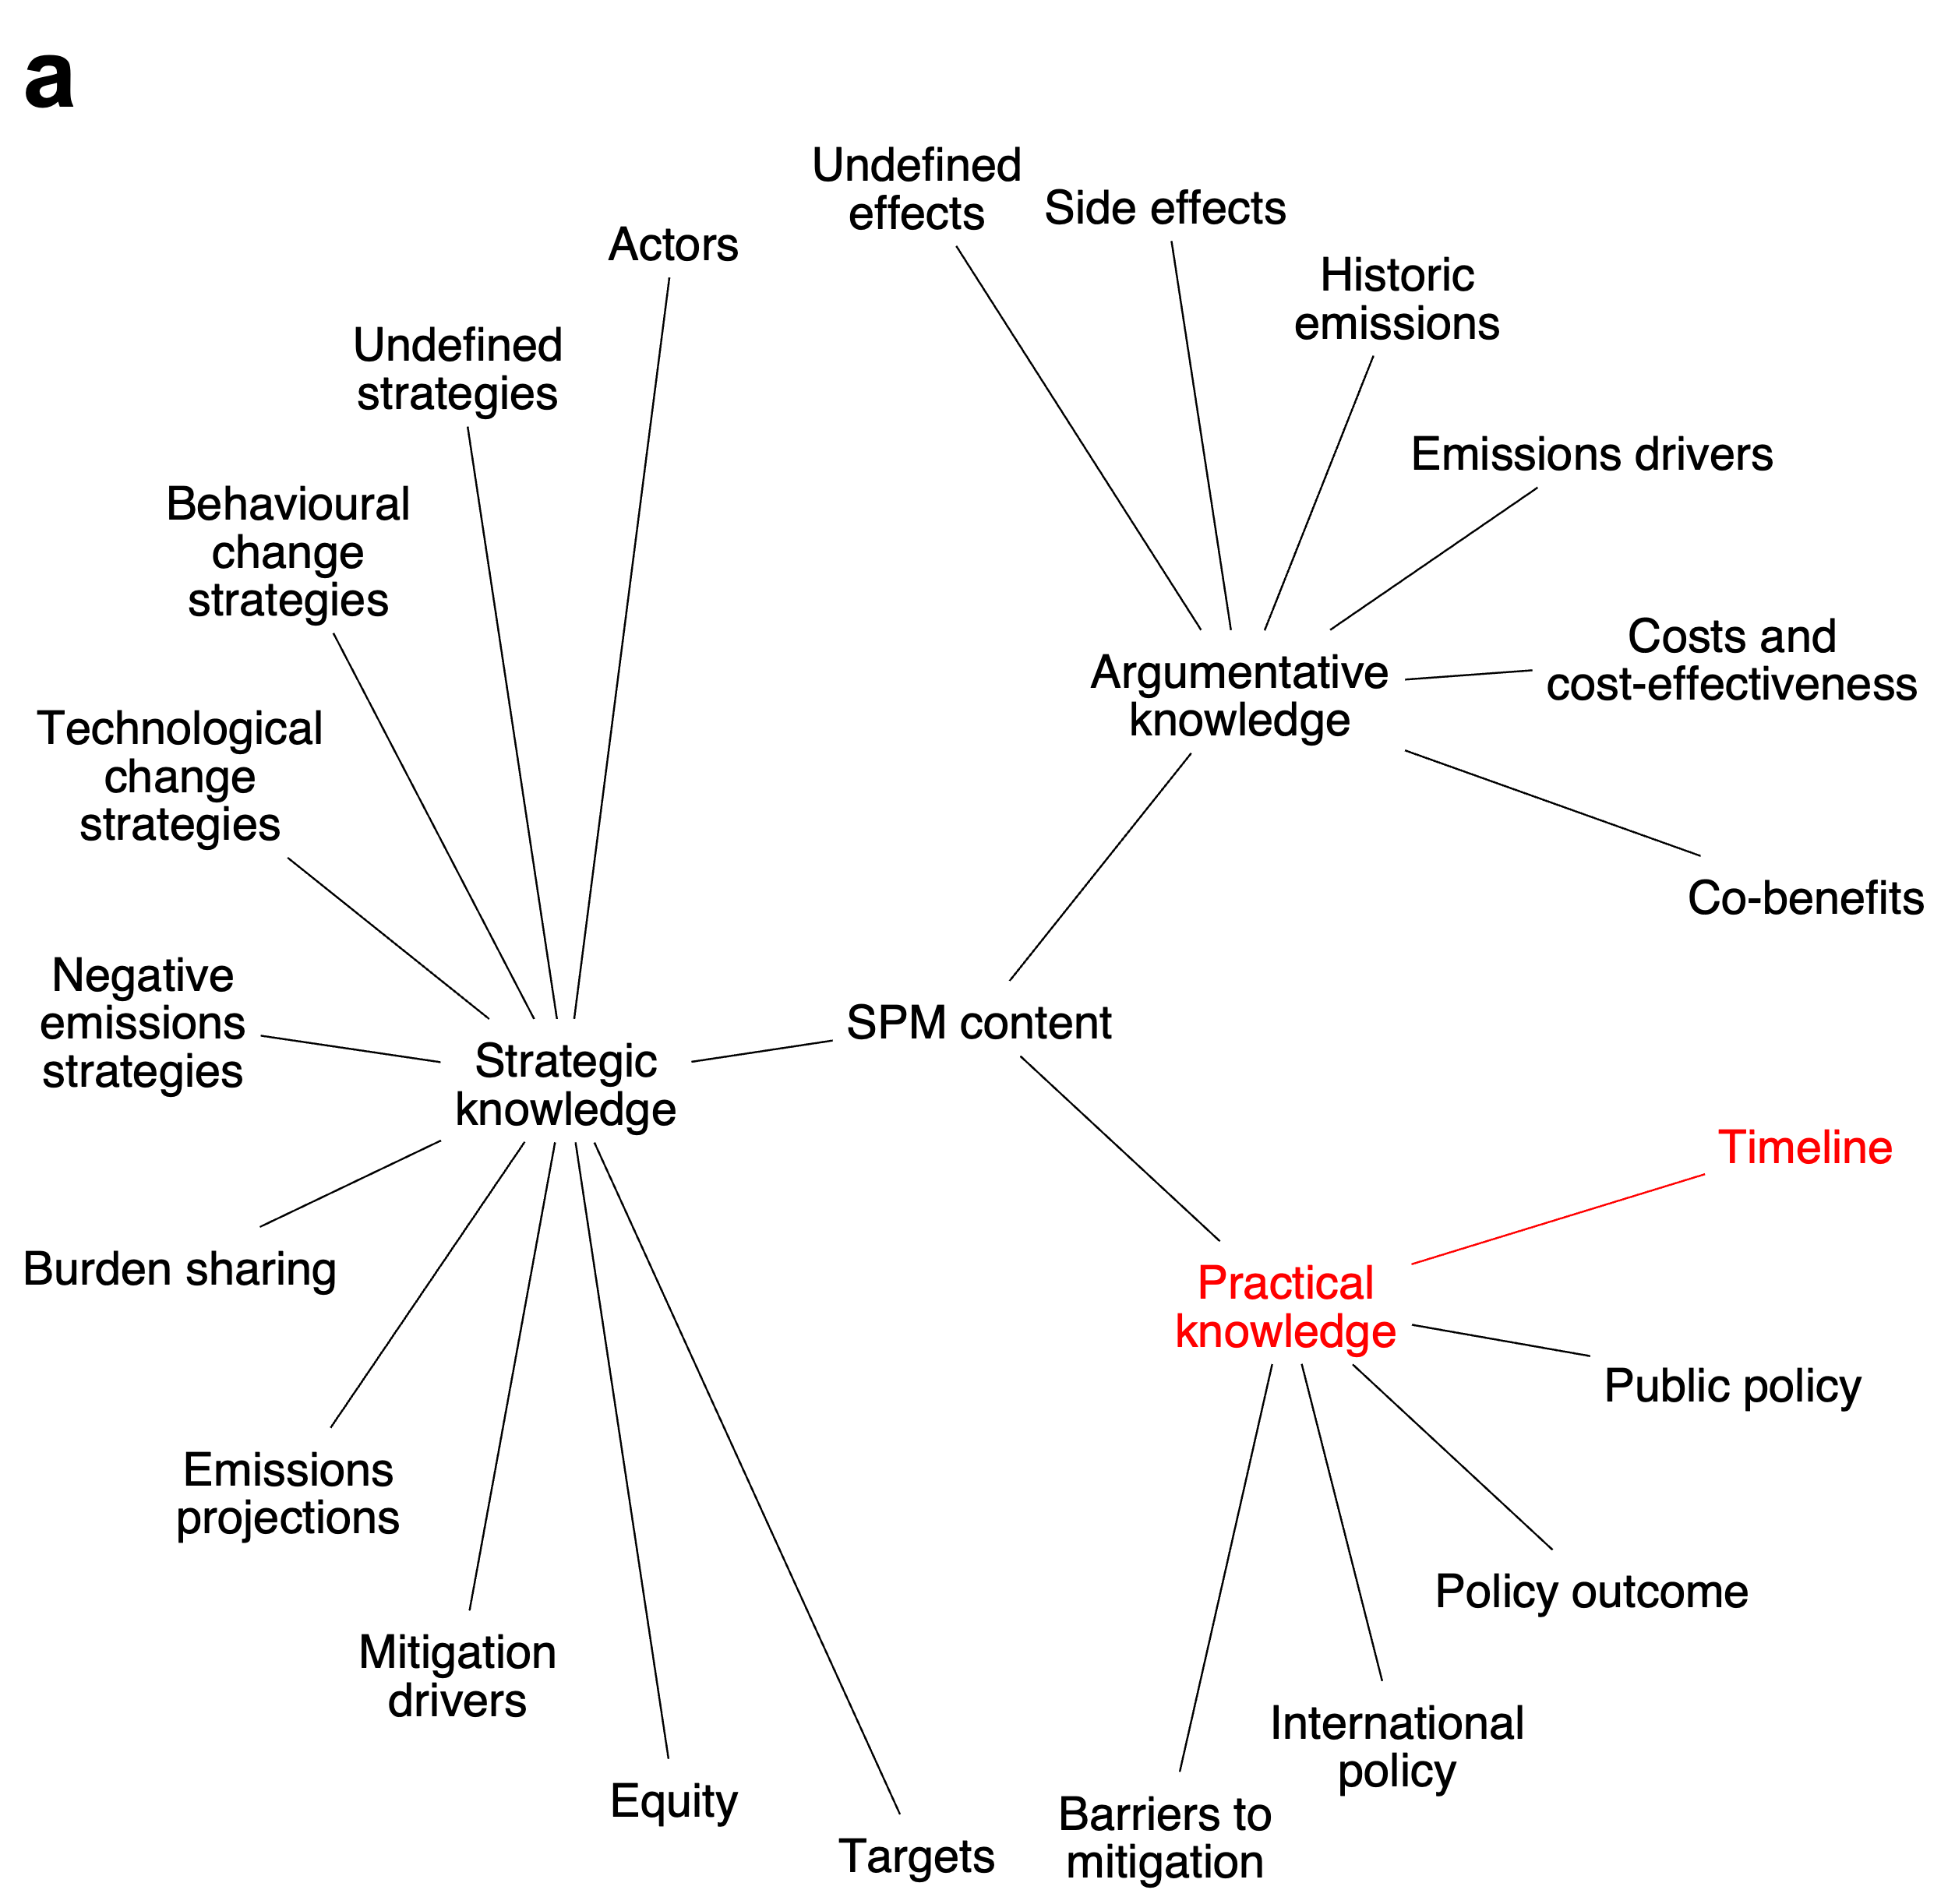 a
Undefined
effects
Side effects
Actors
Historic
emissions
Undefined
strategies
Emissions drivers
Behavioural
change
strategies
Costs and
cost-effectiveness
Argumentative
knowledge
Technological
change
strategies
Co-benefits
Negative
emissions
strategies
SPM content
Strategic
knowledge
Timeline
Burden sharing
Practical
knowledge
Public policy
Emissions
projections
Policy outcome
Mitigation
drivers
International
policy
Equity
Barriers to
mitigation
Targets